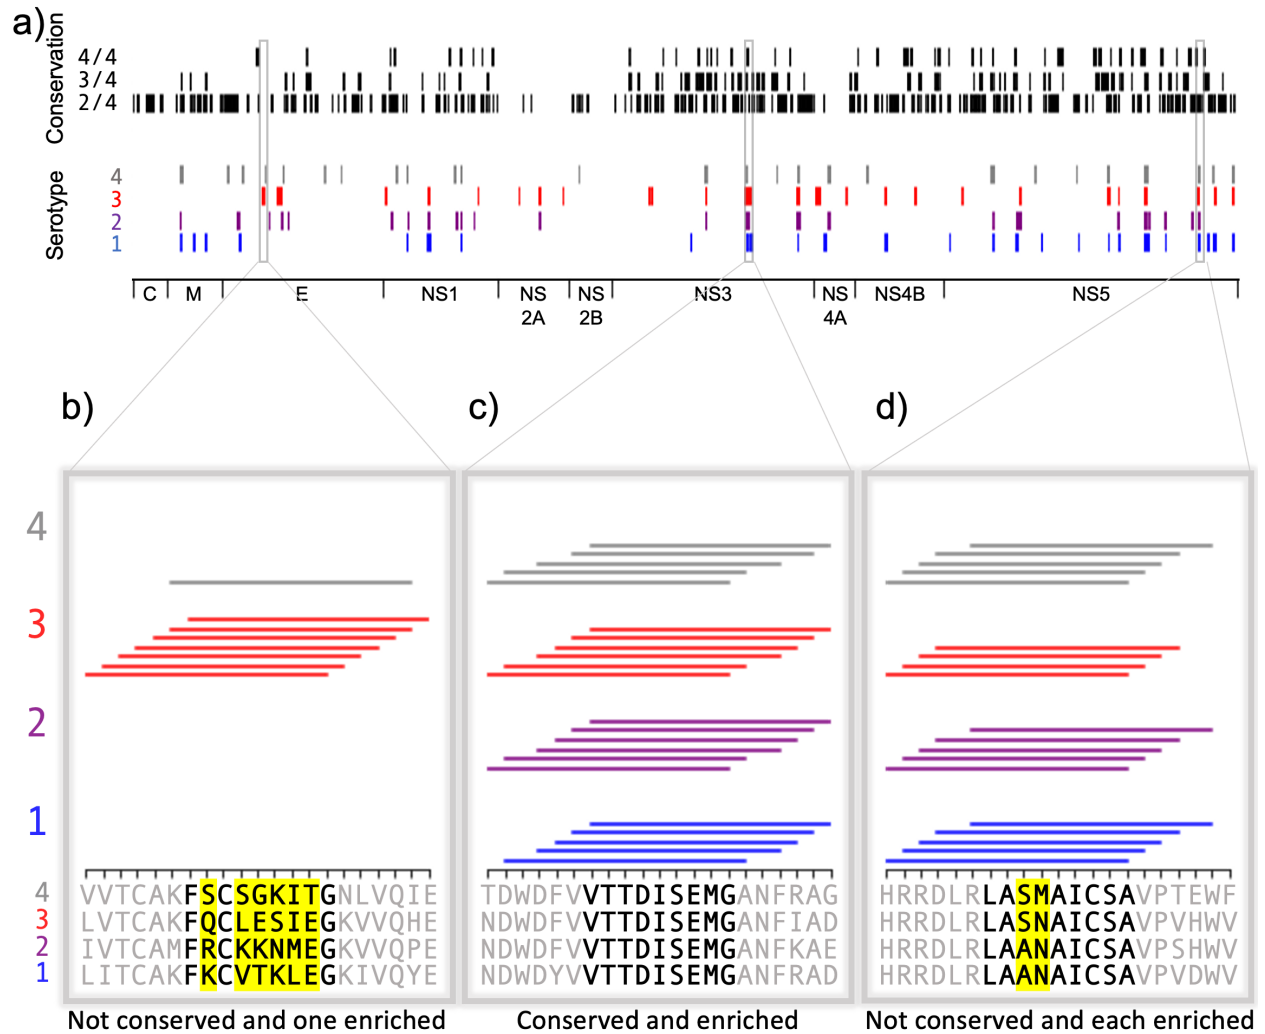 a)
Conservation
4/4
3/4
2/4
Serotype
4
3
2
1
C M E NS1 NS 2A NS 2B NS3 NS 4A NS4B NS5
b) c) d)
4
3
2
1
4 VVTCAKFSCSGKITGNLVQIE TDWDFVVTTDISEMGANFRAG HRRDLRLASMAICSAVPTEWF
3 LVTCAKFQCLESIEGKVVQHE NDWDFVVTTDISEMGANFIAD HRRDLRLASNAICSAVPVHWV
2 IVTCAMFRCKKNMEGKVVQPE NDWDFVVTTDISEMGANFKAE HRRDLRLAANAICSAVPSHWV
1 LITCAKFKCVTKLEGKIVQYE NDWDYVVTTDISEMGANFRAD HRRDLRLAANAICSAVPVDWV
Not conserved and one enriched Conserved and enriched Not conserved and each enriched